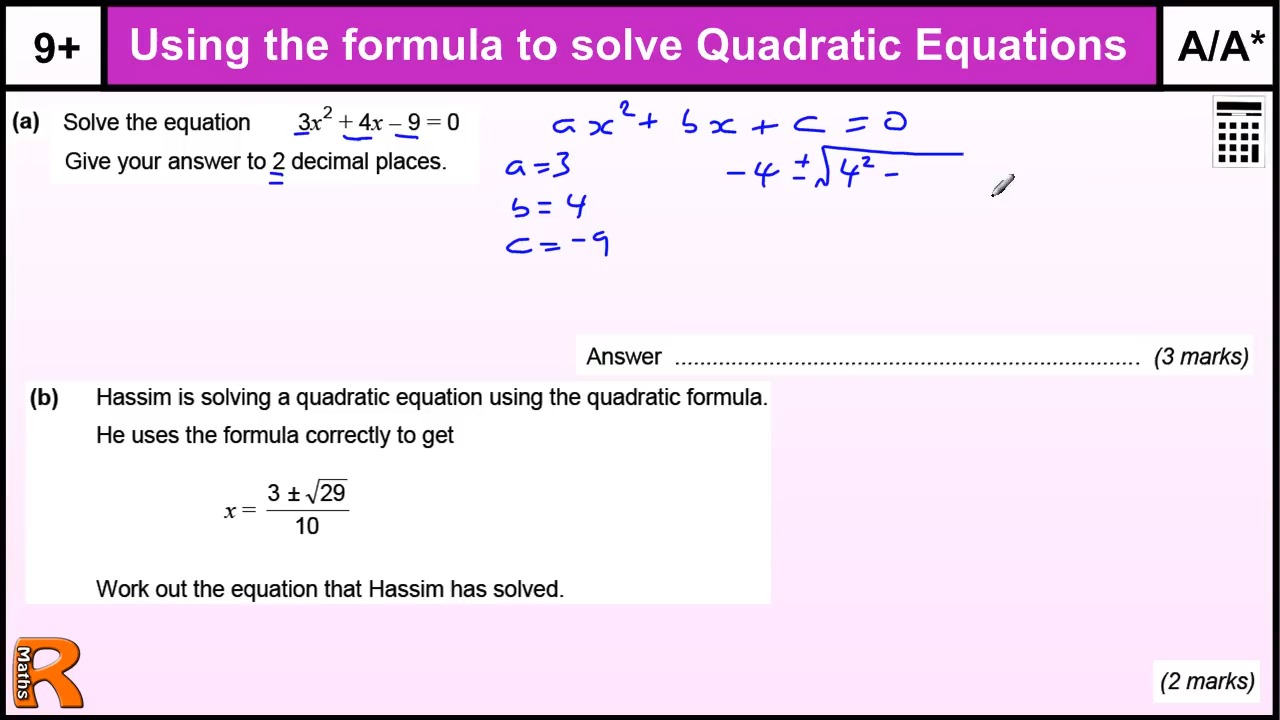 9+ Using the formula to solve Quadratic Equations A/A*
(a) Solve the equation 3x² + 4x – 9 = 0
Give your answer to 2 decimal places.
ax² + bx + c = 0
a = 3
b = 4
c = -9
-4 ± √4² -
Answer ........................................................................... (3 marks)
(b) Hassim is solving a quadratic equation using the quadratic formula.
He uses the formula correctly to get
x = (3 ± √29) / 10
Work out the equation that Hassim has solved.
R Maths
(2 marks)